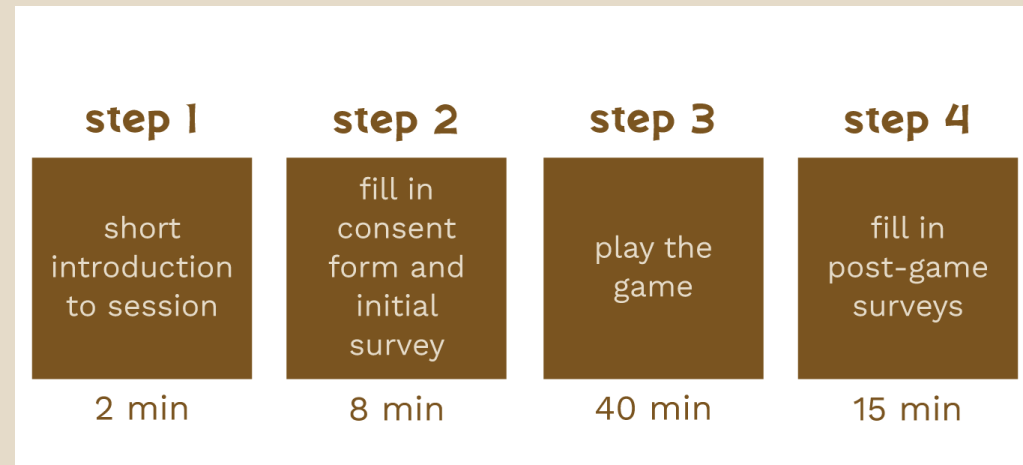 step 1
short
introduction
to session
2 min
step 2
fill in
consent
form and
initial
survey
8 min
step 3
play the
game
40 min
step 4
fill in
post-game
surveys
15 min